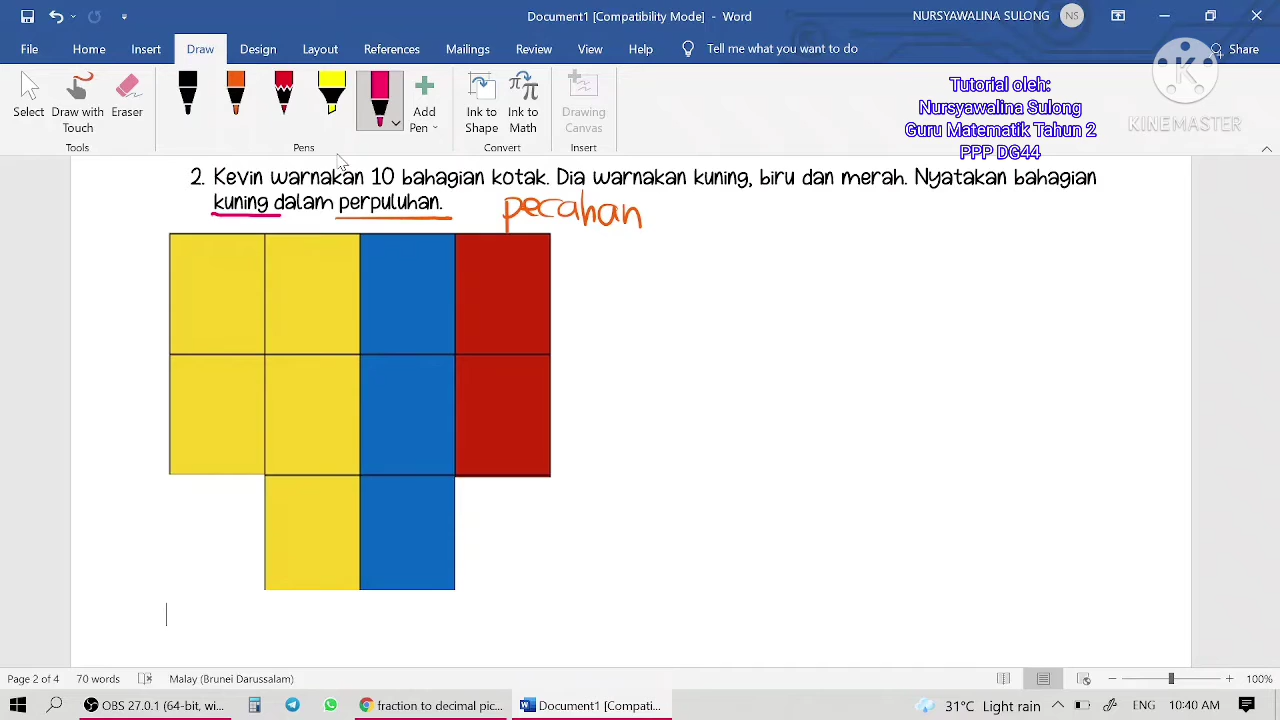 Document1 [Compatibility Mode] - Word
NURSYAWALINA SULONG
NS
File Home Insert Draw Design Layout References Mailings Review View Help Tell me what you want to do
Share
Select
Draw with Touch
Eraser
Add Pen
Ink to Shape
Ink to Math
Drawing Canvas
Tools
Pens
Convert
Insert
Tutorial oleh:
Nursyawalina Sulong
Guru Matematik Tahun 2
PPP DG44
K
KINEMASTER
2. Kevin warnakan 10 bahagian kotak. Dia warnakan kuning, biru dan merah. Nyatakan bahagian
kuning dalam perpuluhan.
pecahan
Page 2 of 4 70 words Malay (Brunei Darussalam)
100%
OBS 27.0.1 (64-bit, wi...
fraction to decimal pic...
Document1 [Compati...
31°C Light rain
ENG
10:40 AM